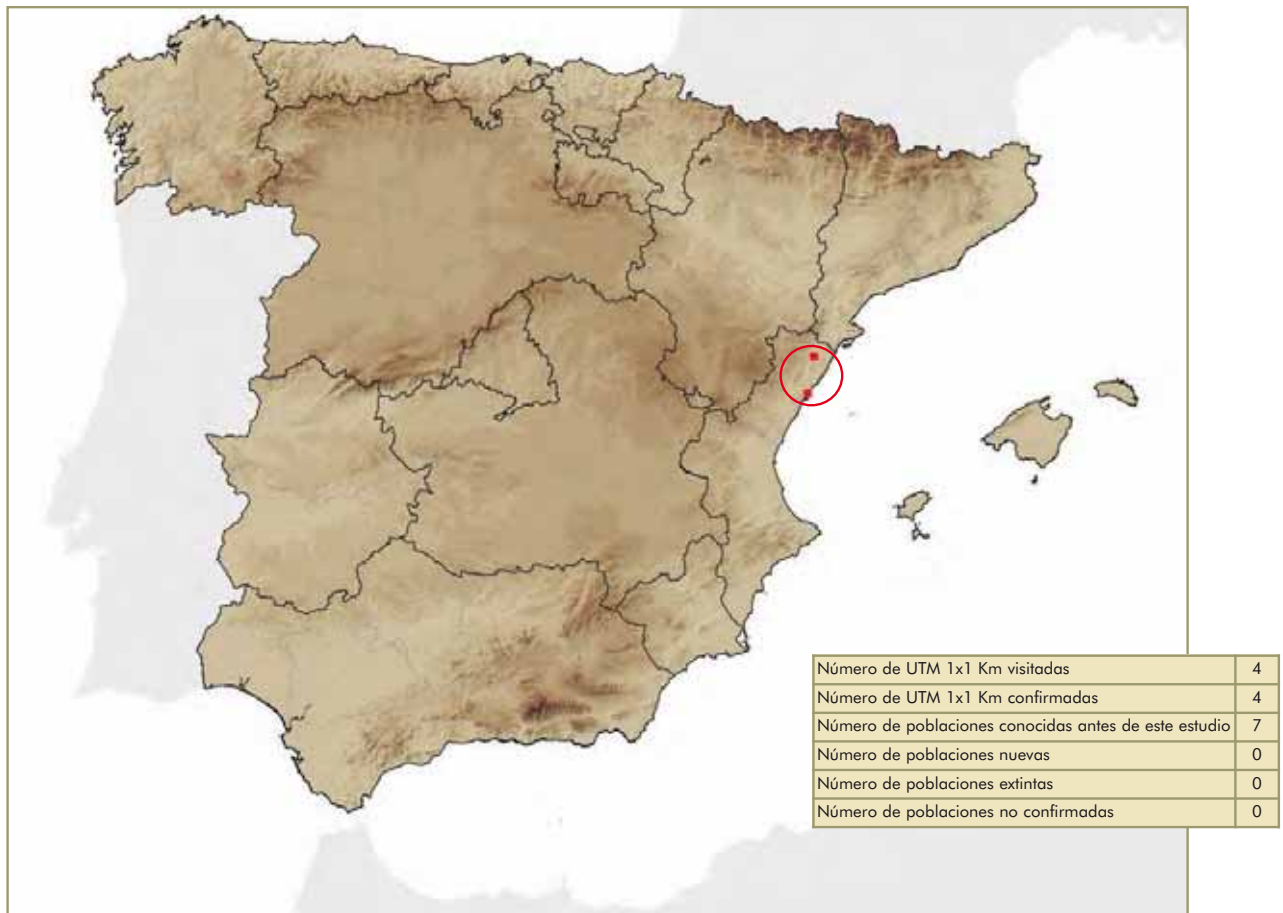 Número de UTM 1x1 Km visitadas 4
Número de UTM 1x1 Km confirmadas 4
Número de poblaciones conocidas antes de este estudio 7
Número de poblaciones nuevas 0
Número de poblaciones extintas 0
Número de poblaciones no confirmadas 0